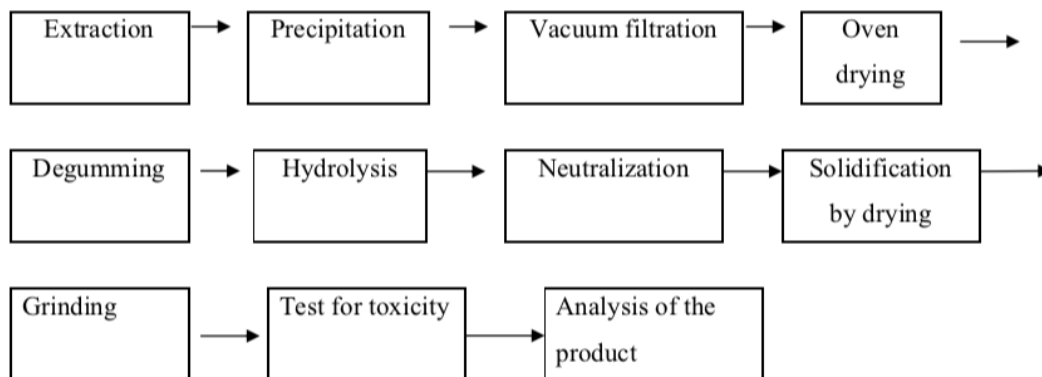 Extraction
Precipitation
Vacuum filtration
Oven
drying
Degumming
Hydrolysis
Neutralization
Solidification
by drying
Grinding
Test for toxicity
Analysis of the
product